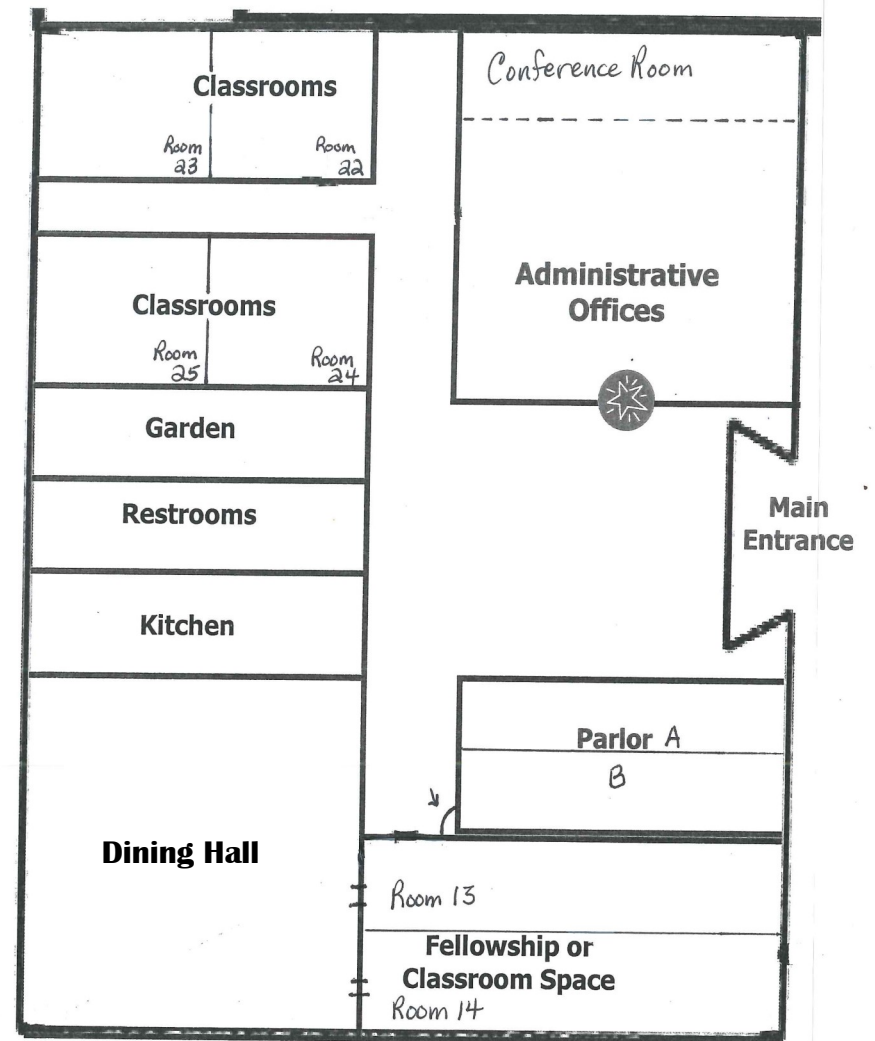 Conference Room
Classrooms
Room
23
Room
22
Administrative
Offices
Classrooms
Room
25
Room
24
Garden
Restrooms
Main
Entrance
Kitchen
Parlor A
B
Dining Hall
Room 13
Fellowship or
Classroom Space
Room 14